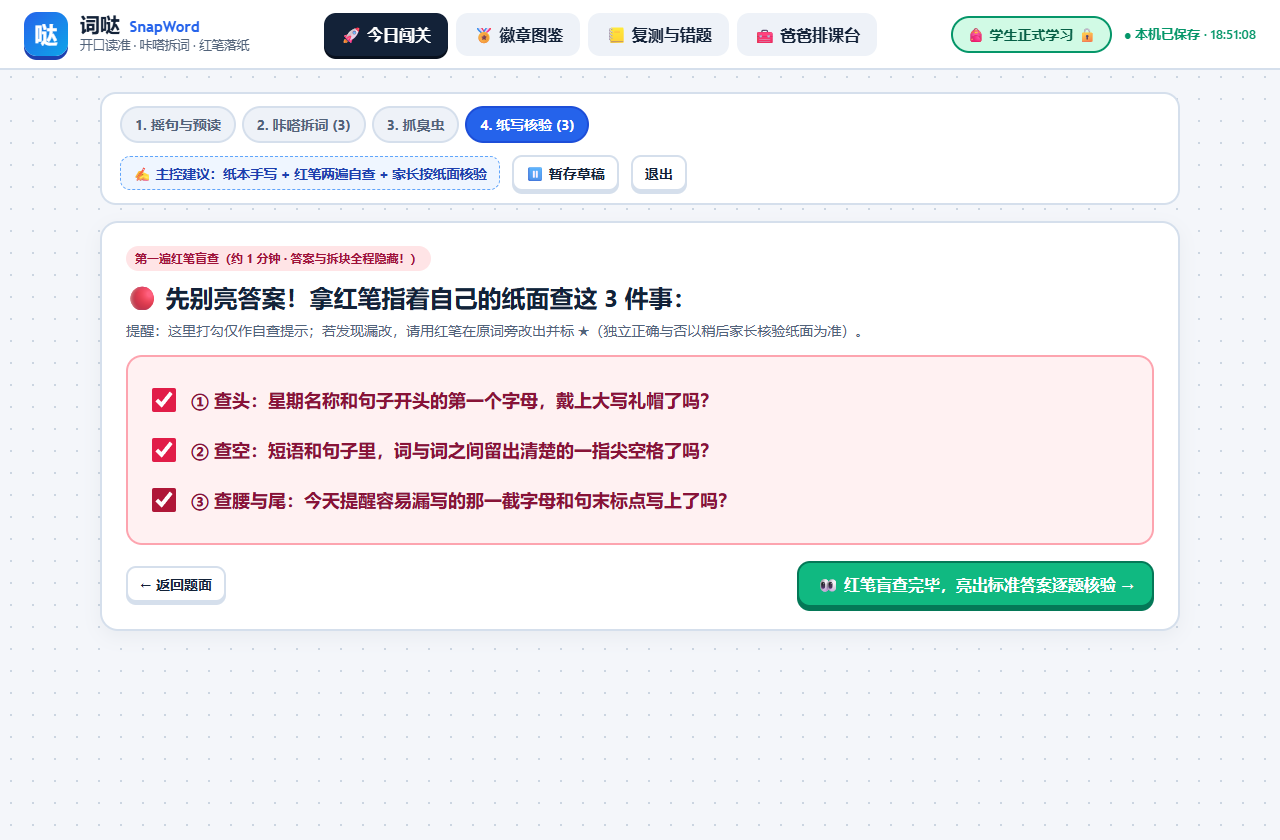 哒
词哒 SnapWord
开口读准 · 咔嗒拆词 · 红笔落纸
🚀 今日闯关
🏅 徽章图鉴
📒 复测与错题
🧰 爸爸排课台
🎒 学生正式学习 🔒
● 本机已保存 · 18:51:08
1. 摇句与预读
2. 咔嗒拆词 (3)
3. 抓臭虫
4. 纸写核验 (3)
✍️ 主控建议：纸本手写 + 红笔两遍自查 + 家长按纸面核验
⏸️ 暂存草稿
退出
第一遍红笔盲查（约 1 分钟 · 答案与拆块全程隐藏！）
🔴 先别亮答案！拿红笔指着自己的纸面查这 3 件事：
提醒：这里打勾仅作自查提示；若发现漏改，请用红笔在原词旁改出并标 ★（独立正确与否以稍后家长核验纸面为准）。
① 查头：星期名称和句子开头的第一个字母，戴上大写礼帽了吗？
② 查空：短语和句子里，词与词之间留出清楚的一指尖空格了吗？
③ 查腰与尾：今天提醒容易漏写的那一截字母和句末标点写上了吗？
← 返回题面
👀 红笔盲查完毕，亮出标准答案逐题核验 →